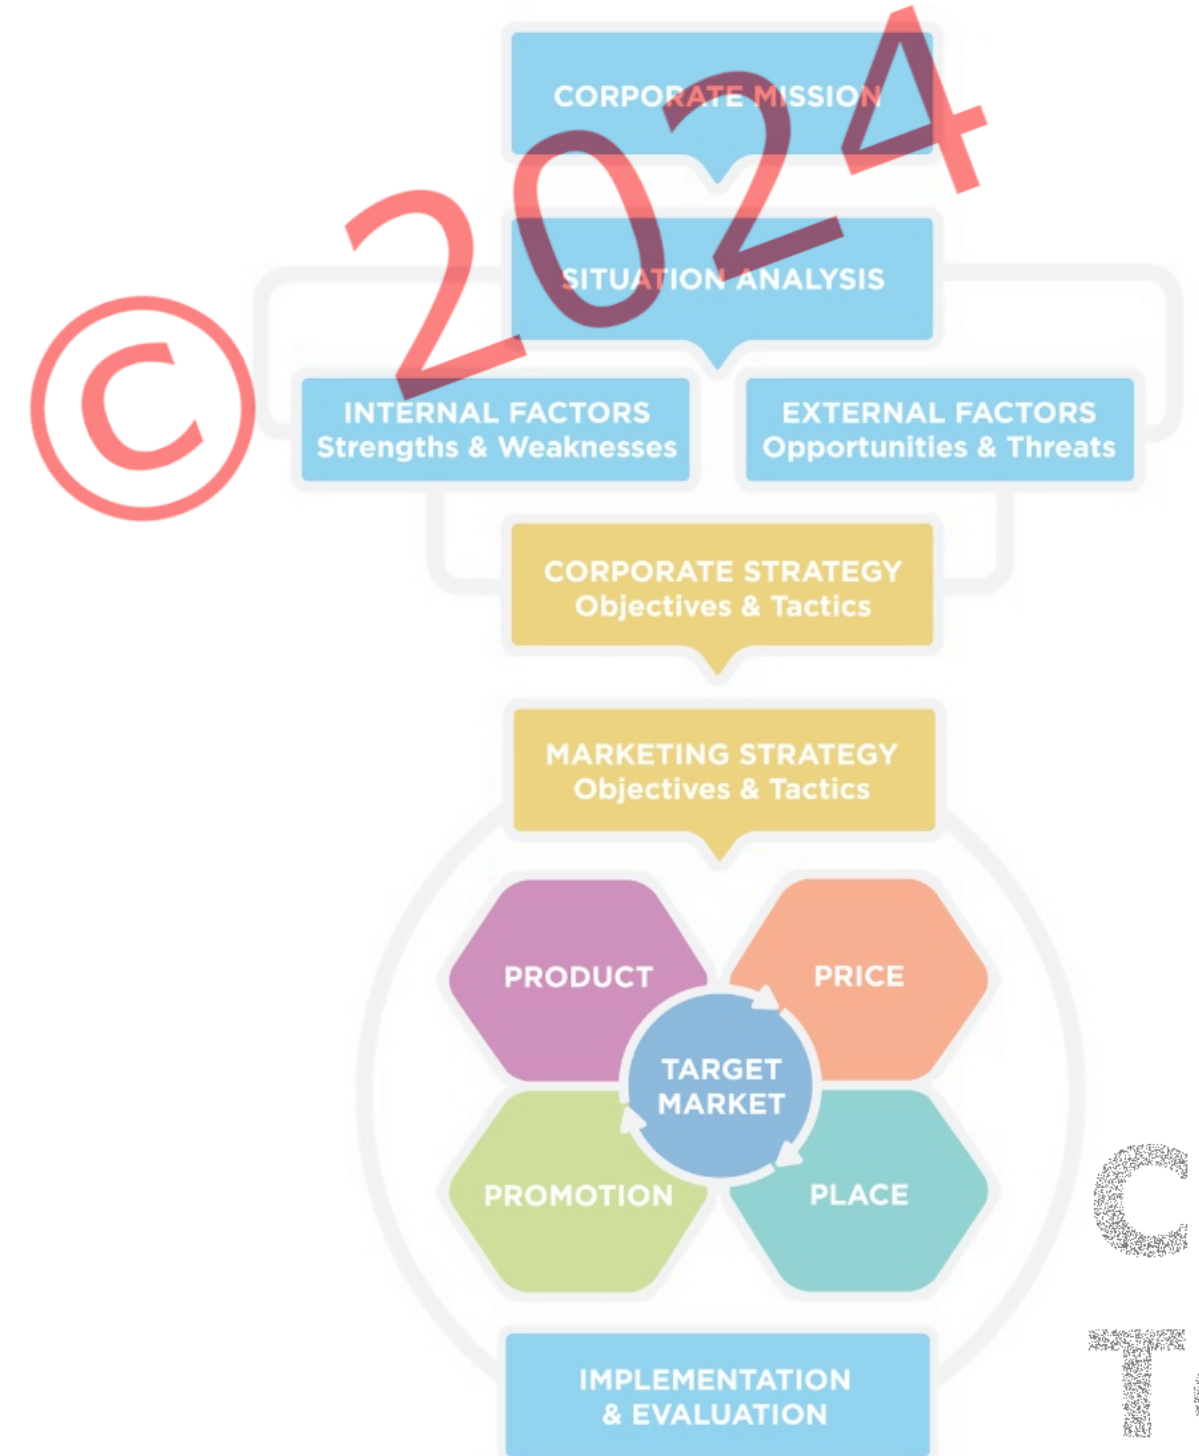 © 2024
CORPORATE MISSION
SITUATION ANALYSIS
INTERNAL FACTORS
Strengths & Weaknesses
EXTERNAL FACTORS
Opportunities & Threats
CORPORATE STRATEGY
Objectives & Tactics
MARKETING STRATEGY
Objectives & Tactics
PRODUCT
PRICE
TARGET
MARKET
PROMOTION
PLACE
C
T
IMPLEMENTATION
& EVALUATION